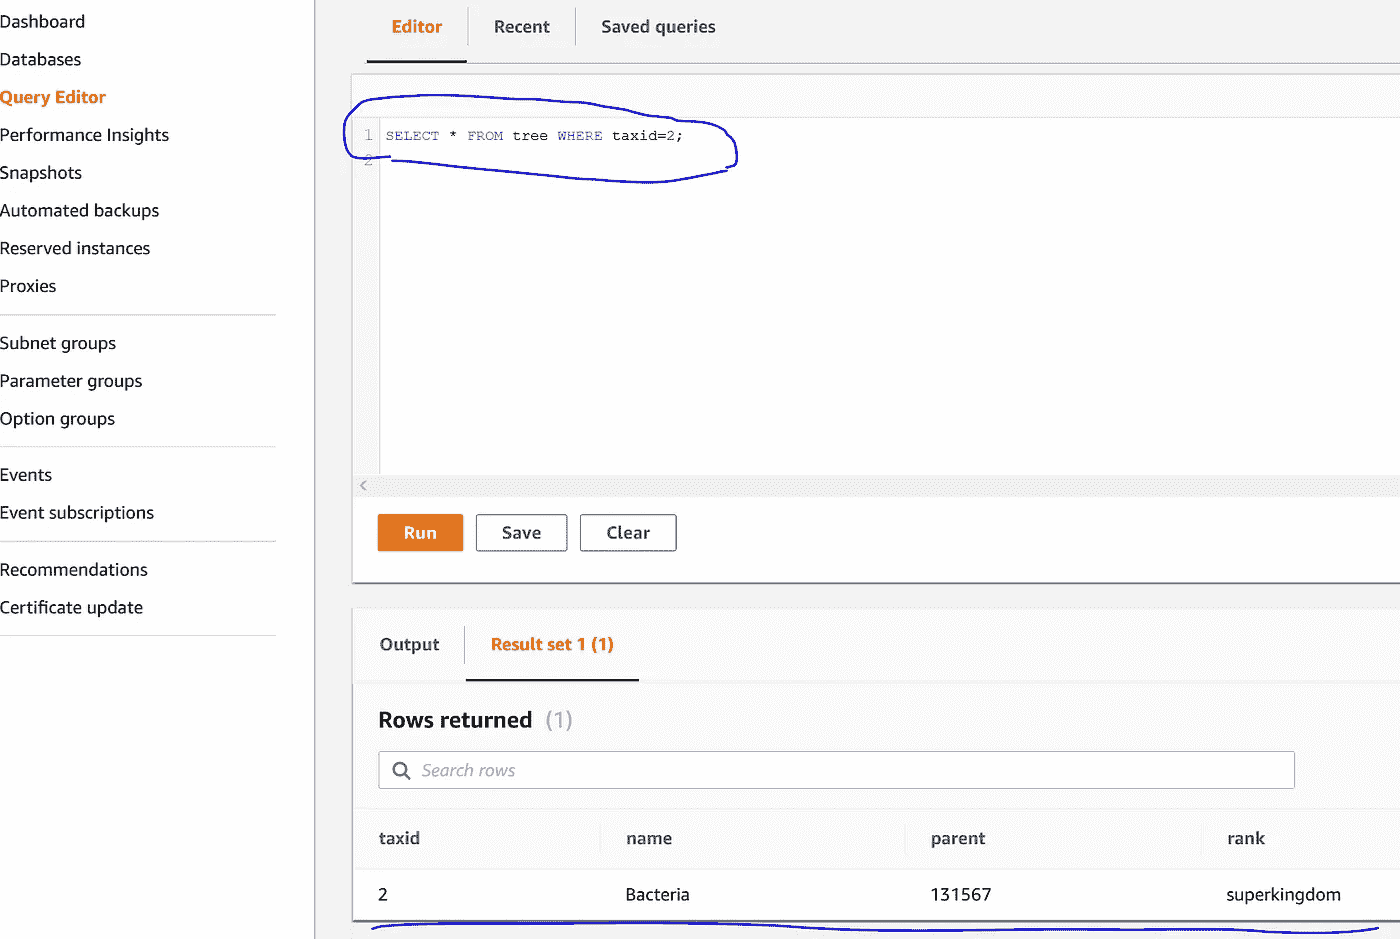 Dashboard
Databases
Query Editor
Performance Insights
Snapshots
Automated backups
Reserved instances
Proxies
Subnet groups
Parameter groups
Option groups
Events
Event subscriptions
Recommendations
Certificate update
Editor Recent Saved queries
1 SELECT * FROM tree WHERE taxid=2;
2
Run Save Clear
Output Result set 1 (1)
Rows returned (1)
Search rows
taxid name parent rank
2 Bacteria 131567 superkingdom